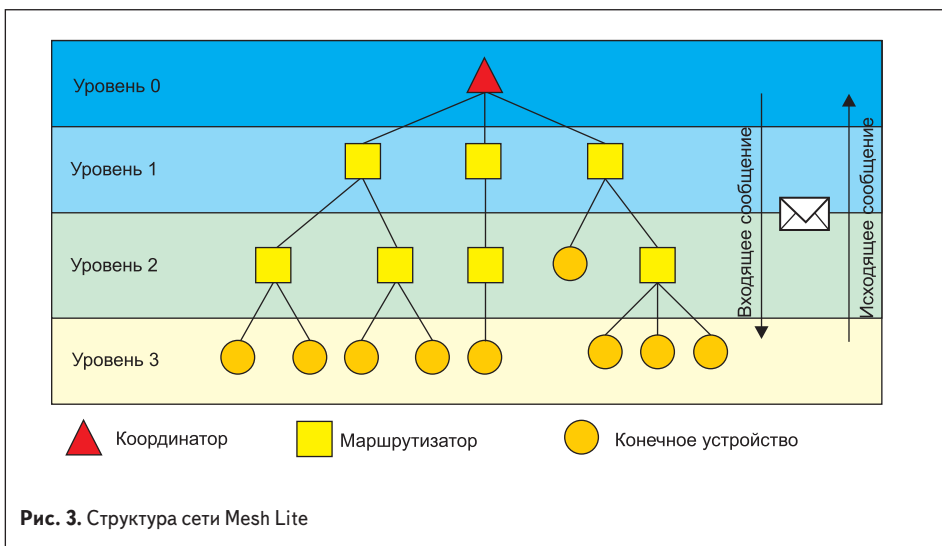 Уровень 0
Уровень 1
Уровень 2
Уровень 3
Входящее сообщение
Исходящее сообщение
Координатор
Маршрутизатор
Конечное устройство
Рис. 3. Структура сети Mesh Lite